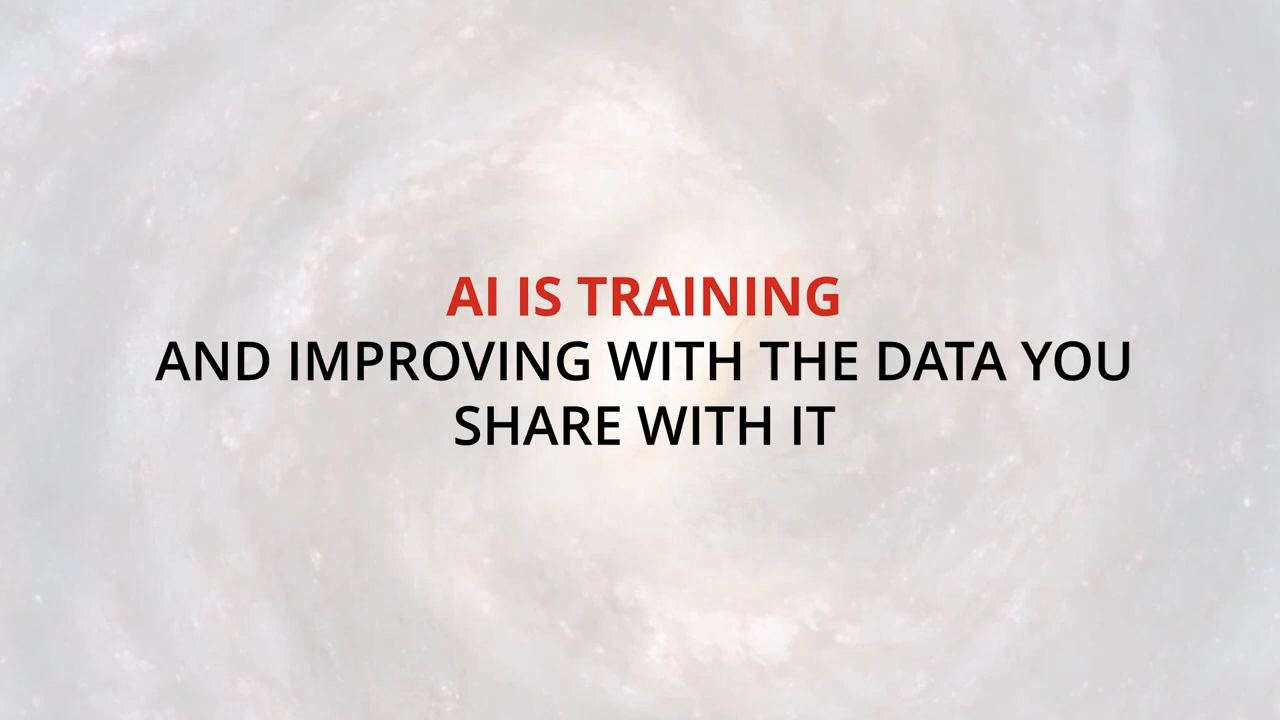 AI IS TRAINING
AND IMPROVING WITH THE DATA YOU
SHARE WITH IT